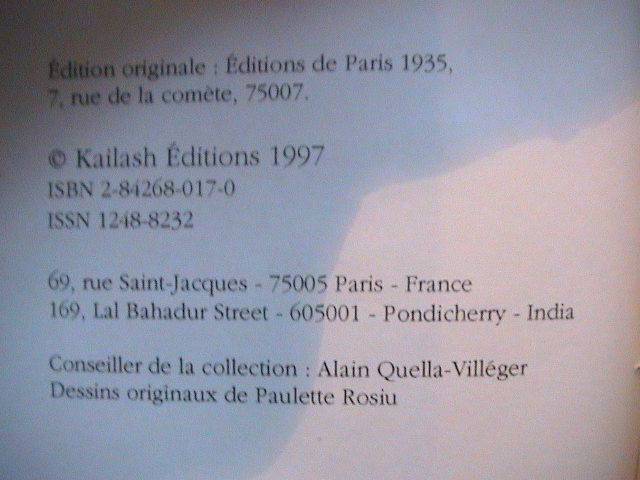 Édition originale : Éditions de Paris 1935,
7, rue de la comète, 75007.
© Kailash Éditions 1997
ISBN 2-84268-017-0
ISSN 1248-8232
69, rue Saint-Jacques - 75005 Paris - France
169, Lal Bahadur Street - 605001 - Pondicherry - India
Conseiller de la collection : Alain Quella-Villéger
Dessins originaux de Paulette Rosiu